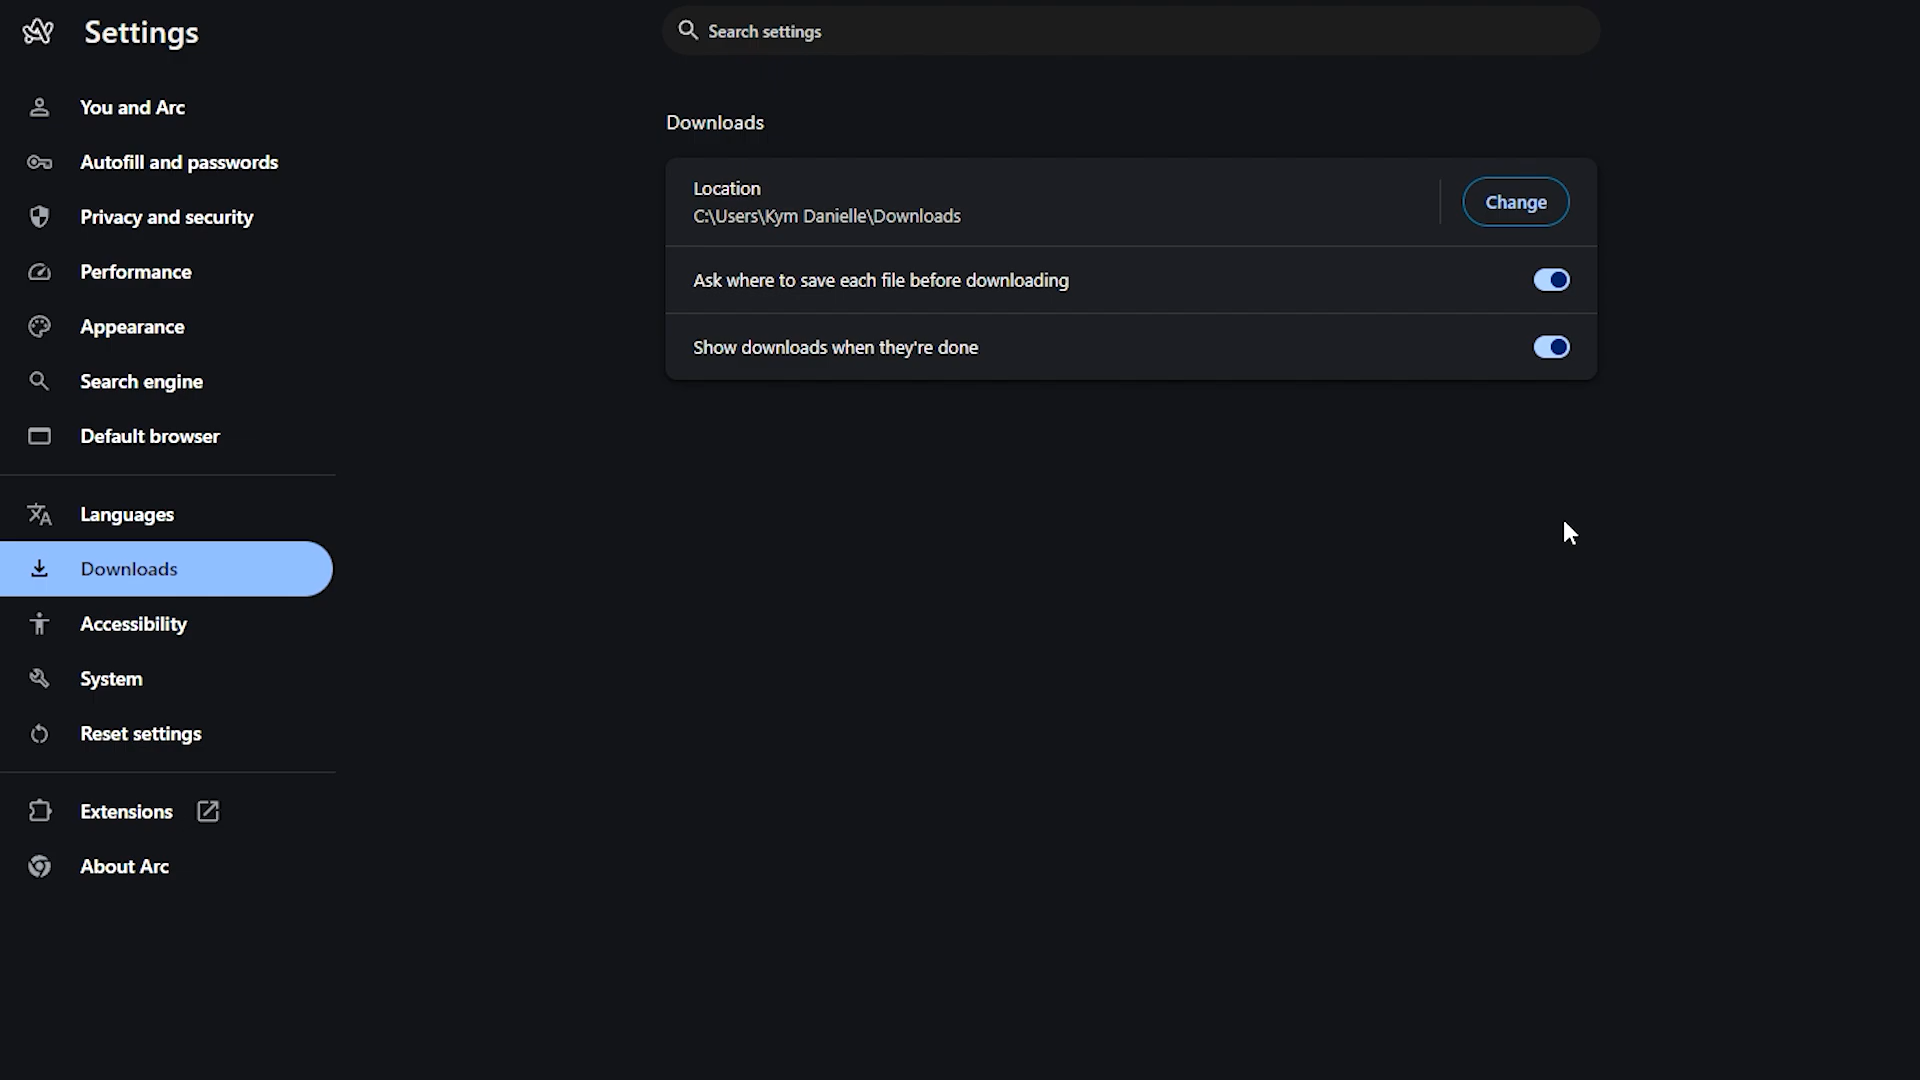 Settings
Search settings
You and Arc
Autofill and passwords
Privacy and security
Performance
Appearance
Search engine
Default browser
Languages
Downloads
Accessibility
System
Reset settings
Extensions
About Arc
Downloads
Location
C:\Users\Kym Danielle\Downloads
Change
Ask where to save each file before downloading
Show downloads when they're done